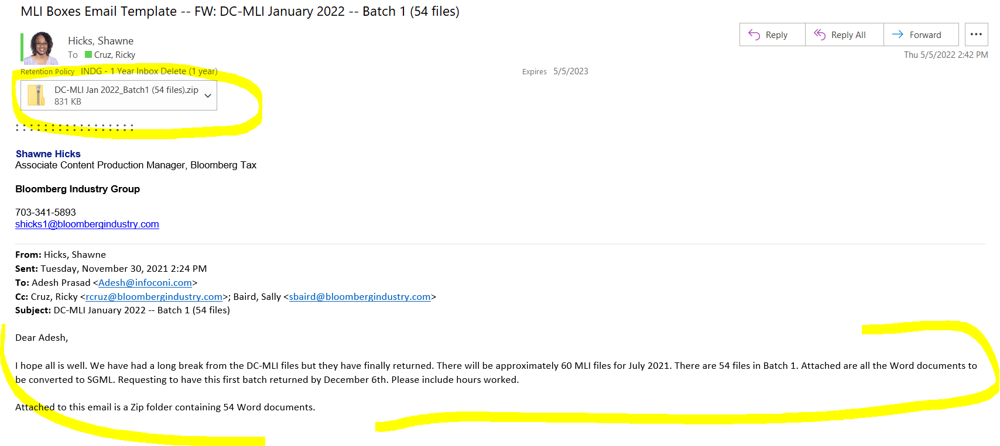 MLI Boxes Email Template -- FW: DC-MLI January 2022 -- Batch 1 (54 files)
Hicks, Shawne
To Cruz, Ricky
Reply Reply All Forward
Thu 5/5/2022 2:42 PM
Retention Policy INDG - 1 Year Inbox Delete (1 year)
Expires 5/5/2023
DC-MLI Jan 2022_Batch1 (54 files).zip
831 KB
: : : : : : : : : : : : : : : : :
Shawne Hicks
Associate Content Production Manager, Bloomberg Tax
Bloomberg Industry Group
703-341-5893
shicks1@bloombergindustry.com
From: Hicks, Shawne
Sent: Tuesday, November 30, 2021 2:24 PM
To: Adesh Prasad <Adesh@infoconi.com>
Cc: Cruz, Ricky <rcruz@bloombergindustry.com>; Baird, Sally <sbaird@bloombergindustry.com>
Subject: DC-MLI January 2022 -- Batch 1 (54 files)
Dear Adesh,
I hope all is well. We have had a long break from the DC-MLI files but they have finally returned. There will be approximately 60 MLI files for July 2021. There are 54 files in Batch 1. Attached are all the Word documents to
be converted to SGML. Requesting to have this first batch returned by December 6th. Please include hours worked.
Attached to this email is a Zip folder containing 54 Word documents.